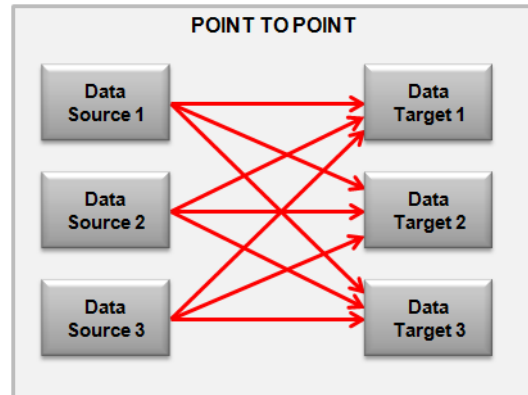 POINT TO POINT
Data
Source 1
Data
Target 1
Data
Source 2
Data
Target 2
Data
Source 3
Data
Target 3